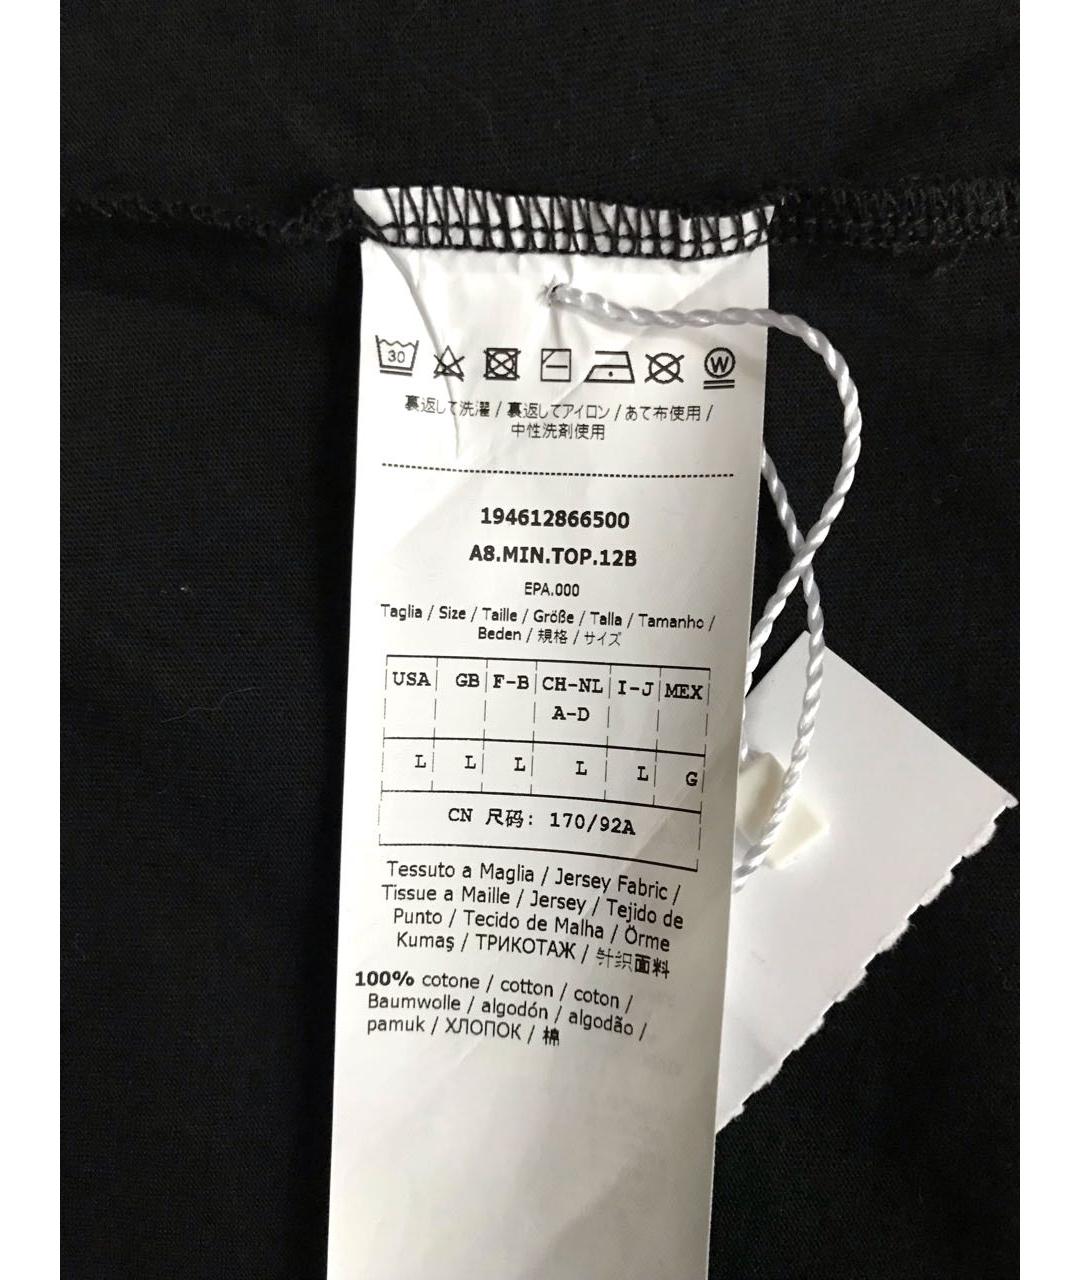 30
W
裏返して洗濯 / 裏返してアイロン / あて布使用 /
中性洗剤使用
194612866500
A8.MIN.TOP.12B
EPA.000
Taglia / Size / Taille / Größe / Talla / Tamanho /
Beden / 規格 / サイズ
USA GB F-B CH-NL I-J MEX
A-D
L L L L L G
CN 尺码: 170/92A
Tessuto a Maglia / Jersey Fabric /
Tissue a Maille / Jersey / Tejido de
Punto / Tecido de Malha / Örme
Kumaş / ТРИКОТАЖ / 针织面料
100% cotone / cotton / coton /
Baumwolle / algodón / algodão /
pamuk / ХЛОПОК / 棉